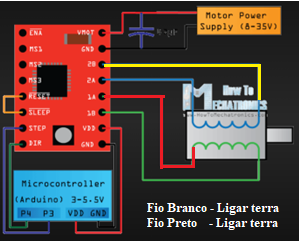 ENA
MS1
MS2
MS3
RESET
SLEEP
STEP
DIR
VMOT
GND
2B
2A
1A
1B
VDD
GND
Motor Power
Supply (8-35V)
How To
MECHATRONICS
Microcontroller
(Arduino) 3-5.5V
P4 P3 VDD GND
Fio Branco - Ligar terra
Fio Preto - Ligar terra